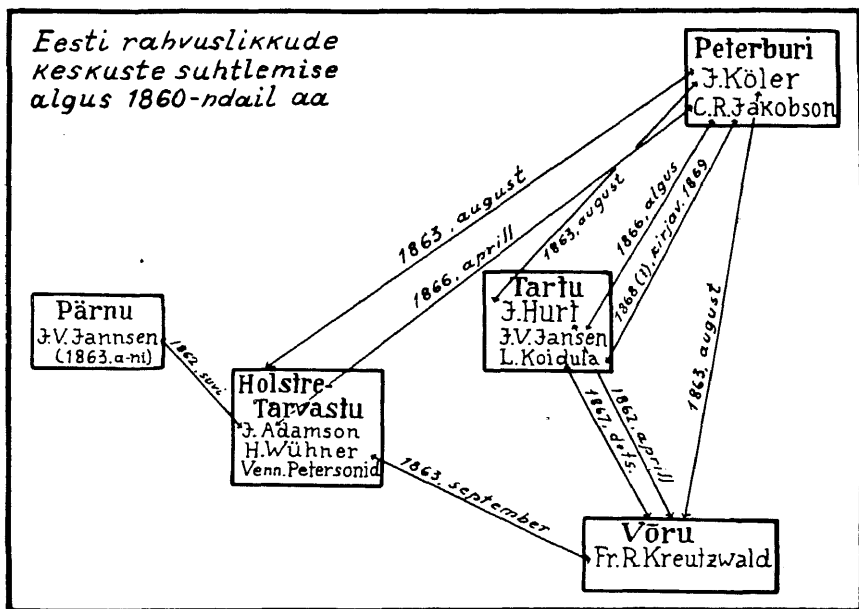 Eesti rahvuslikkude
keskuste suhtlemise
algus 1860-ndail aa
Peterburi
J. Köler
C.R. Jakobson
1863, august
1866, aprill
1863, august
1866, algus
1868 (?), kirjav. 1869
1863, august
Pärnu
J.V. Jannsen
(1863.a-ni)
1862, suvi
Holstre-
Tarvastu
J. Adamson
H. Wühner
Venn. Petersonid
Tartu
J. Hurt
J.V. Jansen
L. Koidula
1867, dets.
1862, aprill
1863, september
Võru
Fr. R. Kreutzwald